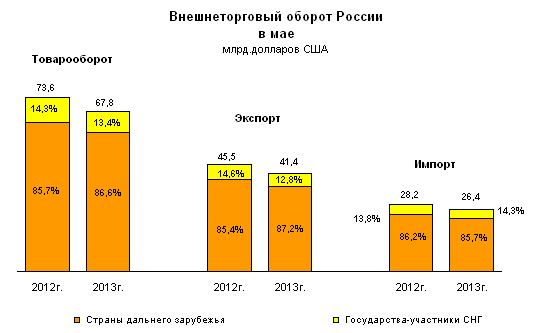 Внешнеторговый оборот России
в мае
млрд.долларов США
Товарооборот
73,6
67,8
14,3%
13,4%
85,7%
86,6%
2012г.
2013г.
Экспорт
45,5
41,4
14,6%
12,8%
85,4%
87,2%
2012г.
2013г.
Импорт
28,2
26,4
13,8%
14,3%
86,2%
85,7%
2012г.
2013г.
Страны дальнего зарубежья
Государства-участники СНГ